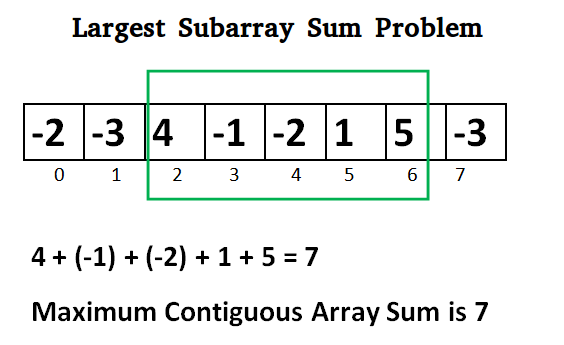 Largest Subarray Sum Problem
-2 -3 4 -1 -2 1 5 -3
0 1 2 3 4 5 6 7
4 + (-1) + (-2) + 1 + 5 = 7
Maximum Contiguous Array Sum is 7